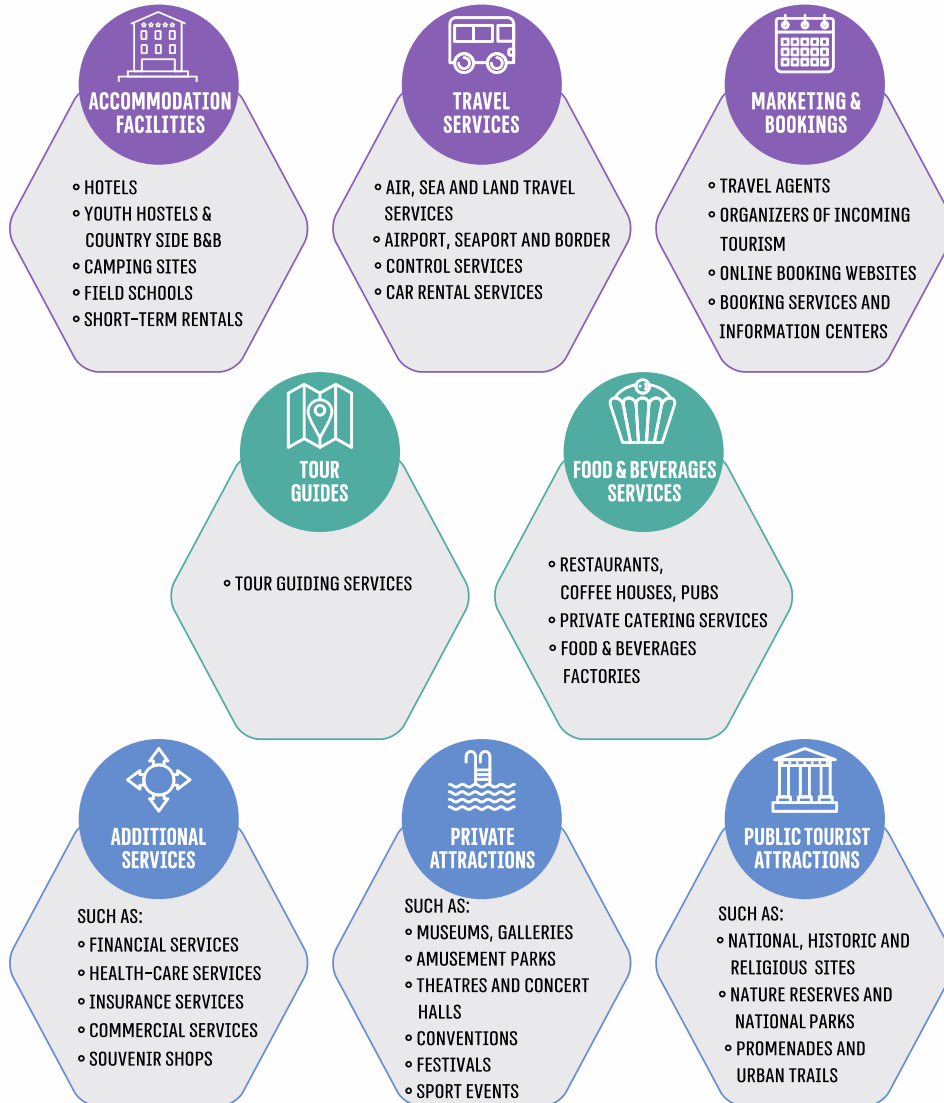 ACCOMMODATION
FACILITIES
∘ HOTELS
∘ YOUTH HOSTELS &
COUNTRY SIDE B&B
∘ CAMPING SITES
∘ FIELD SCHOOLS
∘ SHORT-TERM RENTALS
TRAVEL
SERVICES
∘ AIR, SEA AND LAND TRAVEL
SERVICES
∘ AIRPORT, SEAPORT AND BORDER
∘ CONTROL SERVICES
∘ CAR RENTAL SERVICES
MARKETING &
BOOKINGS
∘ TRAVEL AGENTS
∘ ORGANIZERS OF INCOMING
TOURISM
∘ ONLINE BOOKING WEBSITES
∘ BOOKING SERVICES AND
INFORMATION CENTERS
TOUR
GUIDES
∘ TOUR GUIDING SERVICES
FOOD & BEVERAGES
SERVICES
∘ RESTAURANTS,
COFFEE HOUSES, PUBS
∘ PRIVATE CATERING SERVICES
∘ FOOD & BEVERAGES
FACTORIES
ADDITIONAL
SERVICES
SUCH AS:
∘ FINANCIAL SERVICES
∘ HEALTH-CARE SERVICES
∘ INSURANCE SERVICES
∘ COMMERCIAL SERVICES
∘ SOUVENIR SHOPS
PRIVATE
ATTRACTIONS
SUCH AS:
∘ MUSEUMS, GALLERIES
∘ AMUSEMENT PARKS
∘ THEATRES AND CONCERT
HALLS
∘ CONVENTIONS
∘ FESTIVALS
∘ SPORT EVENTS
PUBLIC TOURIST
ATTRACTIONS
SUCH AS:
∘ NATIONAL, HISTORIC AND
RELIGIOUS SITES
∘ NATURE RESERVES AND
NATIONAL PARKS
∘ PROMENADES AND
URBAN TRAILS